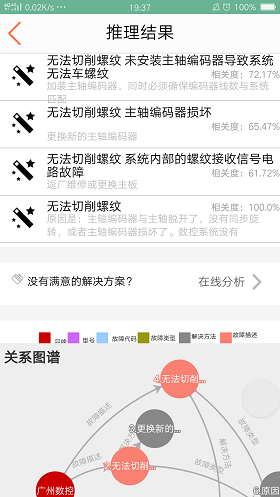 0.02K/s
19:37
100%
推理结果
无法切削螺纹 未安装主轴编码器导致系统
无法车螺纹
相关度：72.17%
加装主轴编码器，同时必须确保编码器线数与系统
匹配
无法切削螺纹 主轴编码器损坏
相关度：65.47%
更换新的主轴编码器
无法切削螺纹 系统内部的螺纹接收信号电
路故障
相关度：61.72%
返厂维修或更换主板
无法切削螺纹
相关度：100.0%
原因是：主轴编码器与主轴脱开了，没有同步旋
转，或者主轴编码器损坏了。数控系统没有
没有满意的解决方案？
在线分析
品牌
型号
故障代码
故障类型
解决方法
故障描述
关系图谱
无法切削...
故障描述
更换新的...
解决方法
故障描述
无法切削...
解决方法
故障描述
广州数控
原因